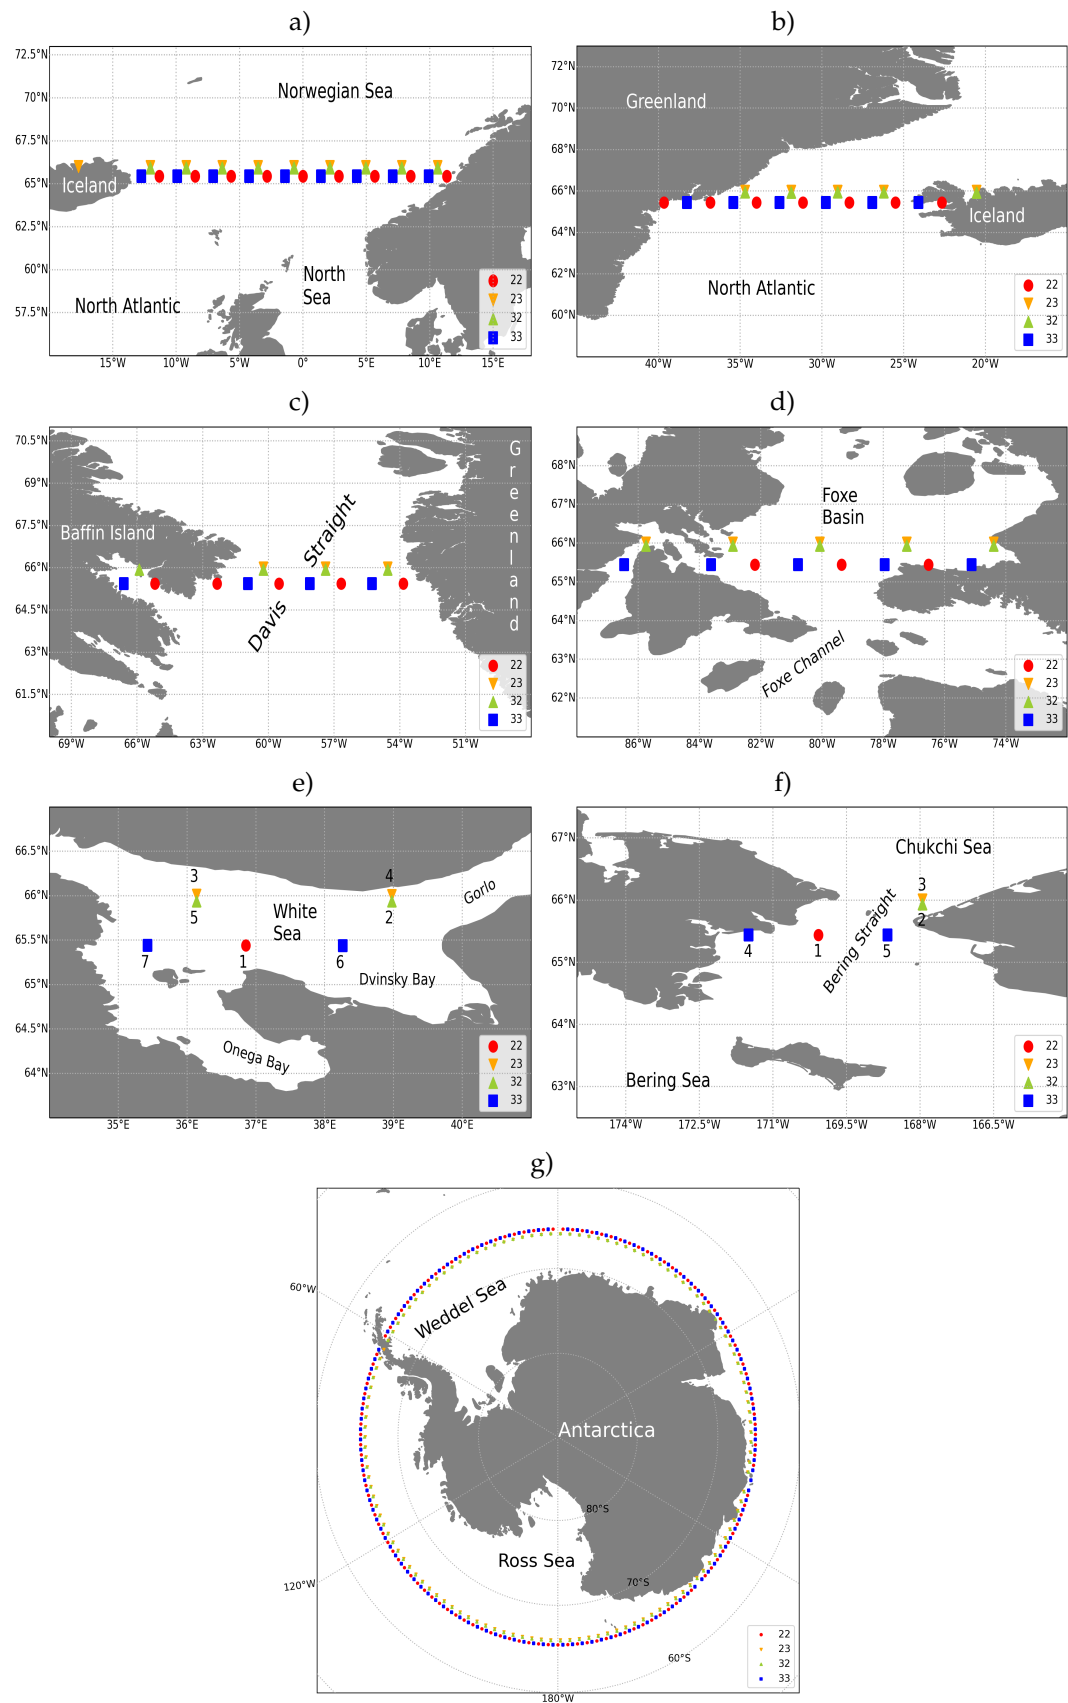 a)
72.5°N
70°N
67.5°N
65°N
62.5°N
60°N
57.5°N
Norwegian Sea
Iceland
North
Sea
North Atlantic
22
23
32
33
15°W
10°W
5°W
0°
5°E
10°E
15°E
b)
72°N
70°N
68°N
66°N
64°N
62°N
60°N
Greenland
Iceland
North Atlantic
22
23
32
33
40°W
35°W
30°W
25°W
20°W
c)
70.5°N
69°N
67.5°N
66°N
64.5°N
63°N
61.5°N
Greenland
Baffin Island
Straight
Davis
22
23
32
33
69°W
66°W
63°W
60°W
57°W
54°W
51°W
d)
68°N
67°N
66°N
65°N
64°N
63°N
62°N
Foxe
Basin
Foxe Channel
22
23
32
33
86°W
84°W
82°W
80°W
78°W
76°W
74°W
e)
66.5°N
66°N
65.5°N
65°N
64.5°N
64°N
3
4
5
2
Gorlo
White
Sea
7
1
6
Dvinsky Bay
Onega Bay
22
23
32
33
35°E
36°E
37°E
38°E
39°E
40°E
f)
67°N
66°N
65°N
64°N
63°N
Chukchi Sea
3
2
4
1
5
Bering Straight
Bering Sea
22
23
32
33
174°W
172.5°W
171°W
169.5°W
168°W
166.5°W
g)
60°W
Weddel Sea
Antarctica
80°S
Ross Sea
70°S
120°W
60°S
22
23
32
33
180°W